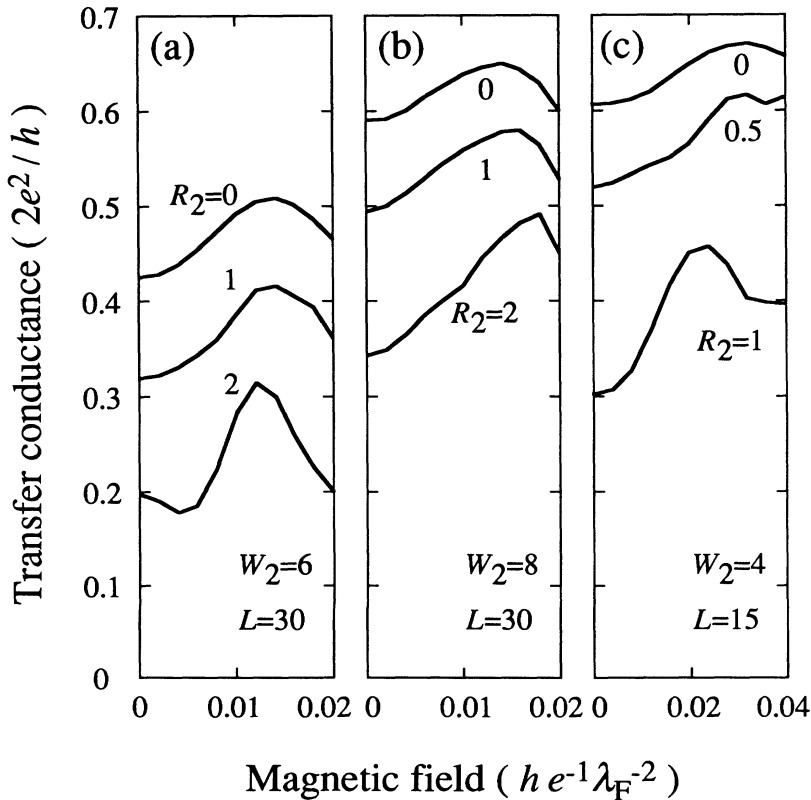 0.7
0.6
0.5
0.4
0.3
0.2
0.1
0
Transfer conductance ( 2e²/h )
(a)
R₂=0
1
2
W₂=6
L=30
0
0.01
0.02
(b)
0
1
R₂=2
W₂=8
L=30
0
0.01
0.02
(c)
0
0.5
R₂=1
W₂=4
L=15
0
0.02
0.04
Magnetic field ( h e⁻¹λ_F⁻² )